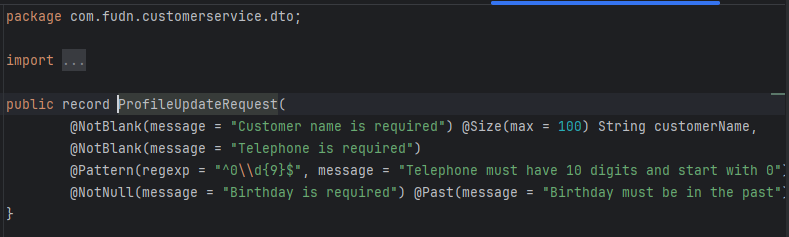 package com.fudn.customerservice.dto;
import ...
public record ProfileUpdateRequest(
@NotBlank(message = "Customer name is required") @Size(max = 100) String customerName,
@NotBlank(message = "Telephone is required")
@Pattern(regexp = "^0\\d{9}$", message = "Telephone must have 10 digits and start with 0")
@NotNull(message = "Birthday is required") @Past(message = "Birthday must be in the past")
}